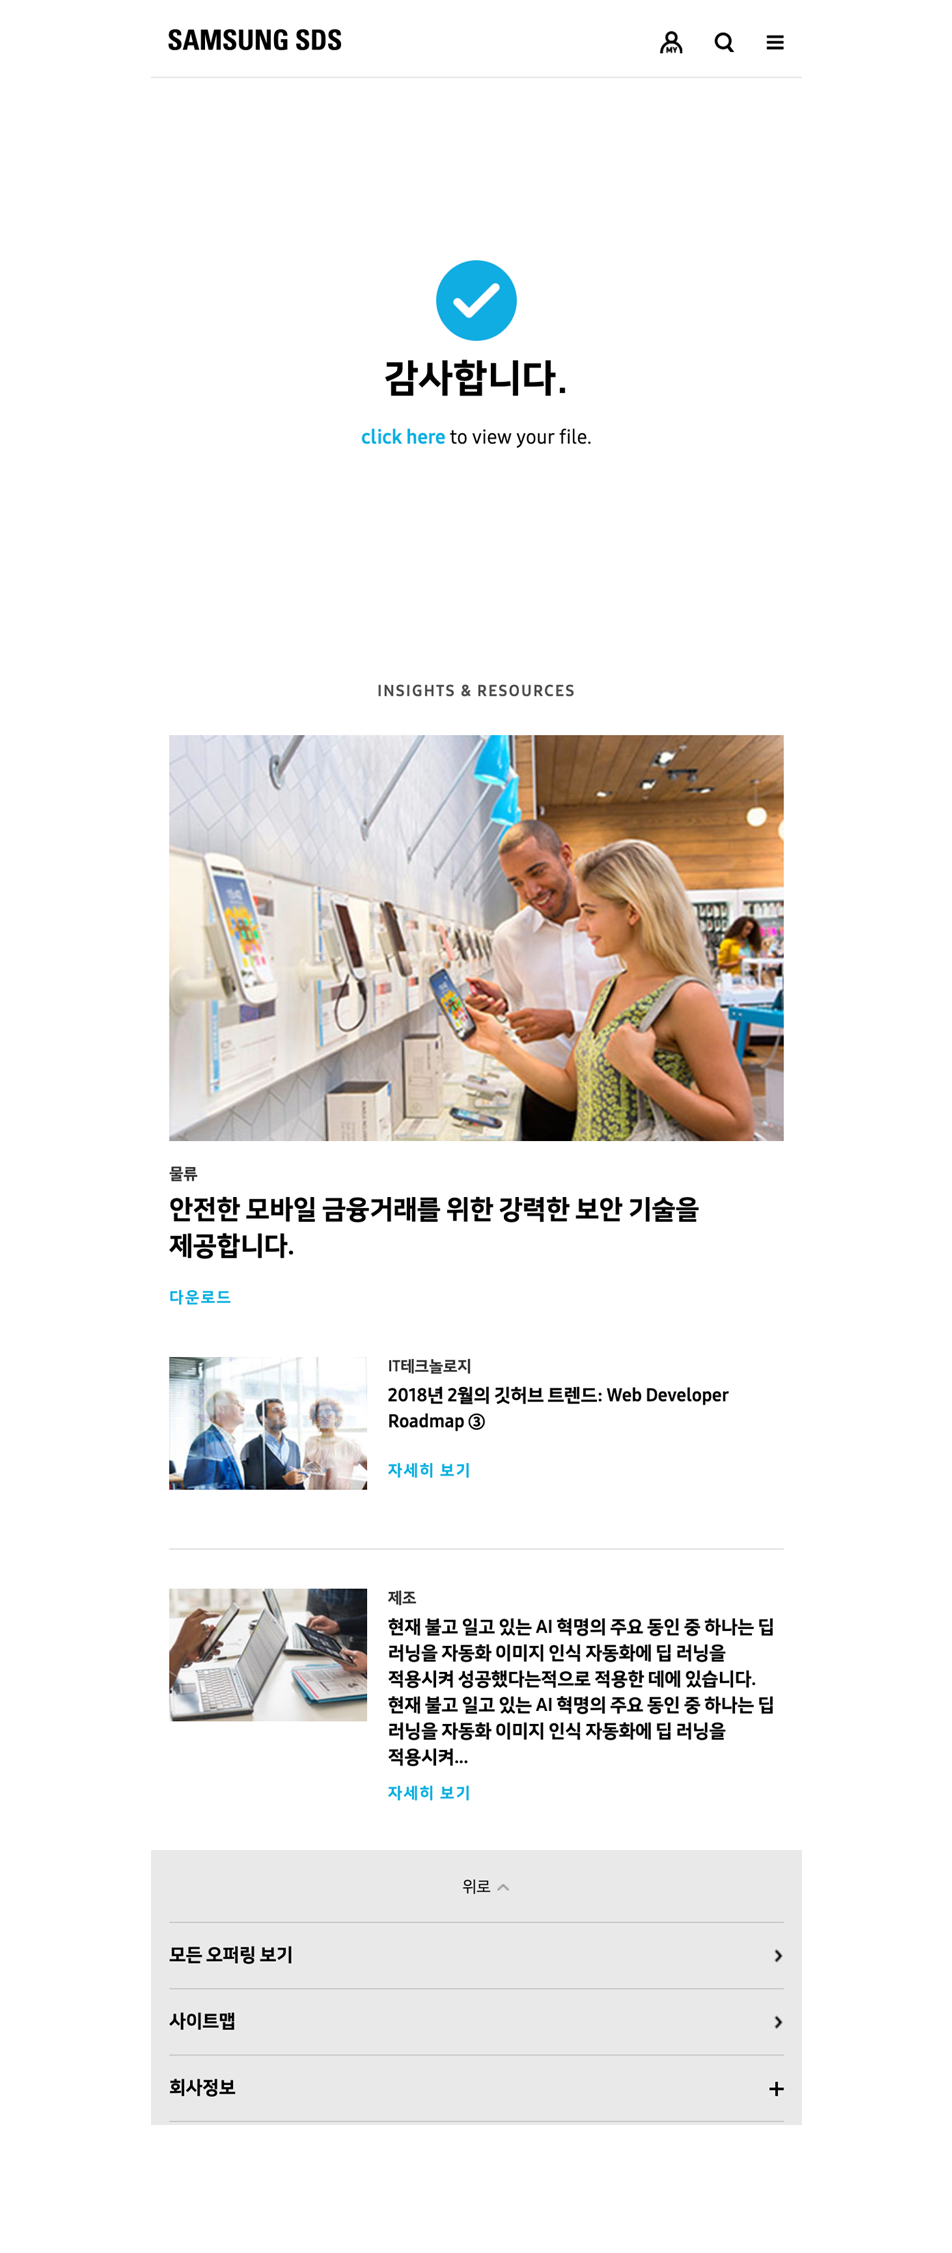 SAMSUNG SDS
MY
감사합니다.
click here to view your file.
INSIGHTS & RESOURCES
물류
안전한 모바일 금융거래를 위한 강력한 보안 기술을
제공합니다.
다운로드
IT테크놀로지
2018년 2월의 깃허브 트렌드: Web Developer
Roadmap ③
자세히 보기
제조
현재 불고 일고 있는 AI 혁명의 주요 동인 중 하나는 딥
러닝을 자동화 이미지 인식 자동화에 딥 러닝을
적용시켜 성공했다는적으로 적용한 데에 있습니다.
현재 불고 일고 있는 AI 혁명의 주요 동인 중 하나는 딥
러닝을 자동화 이미지 인식 자동화에 딥 러닝을
적용시켜...
자세히 보기
위로
모든 오퍼링 보기
사이트맵
회사정보